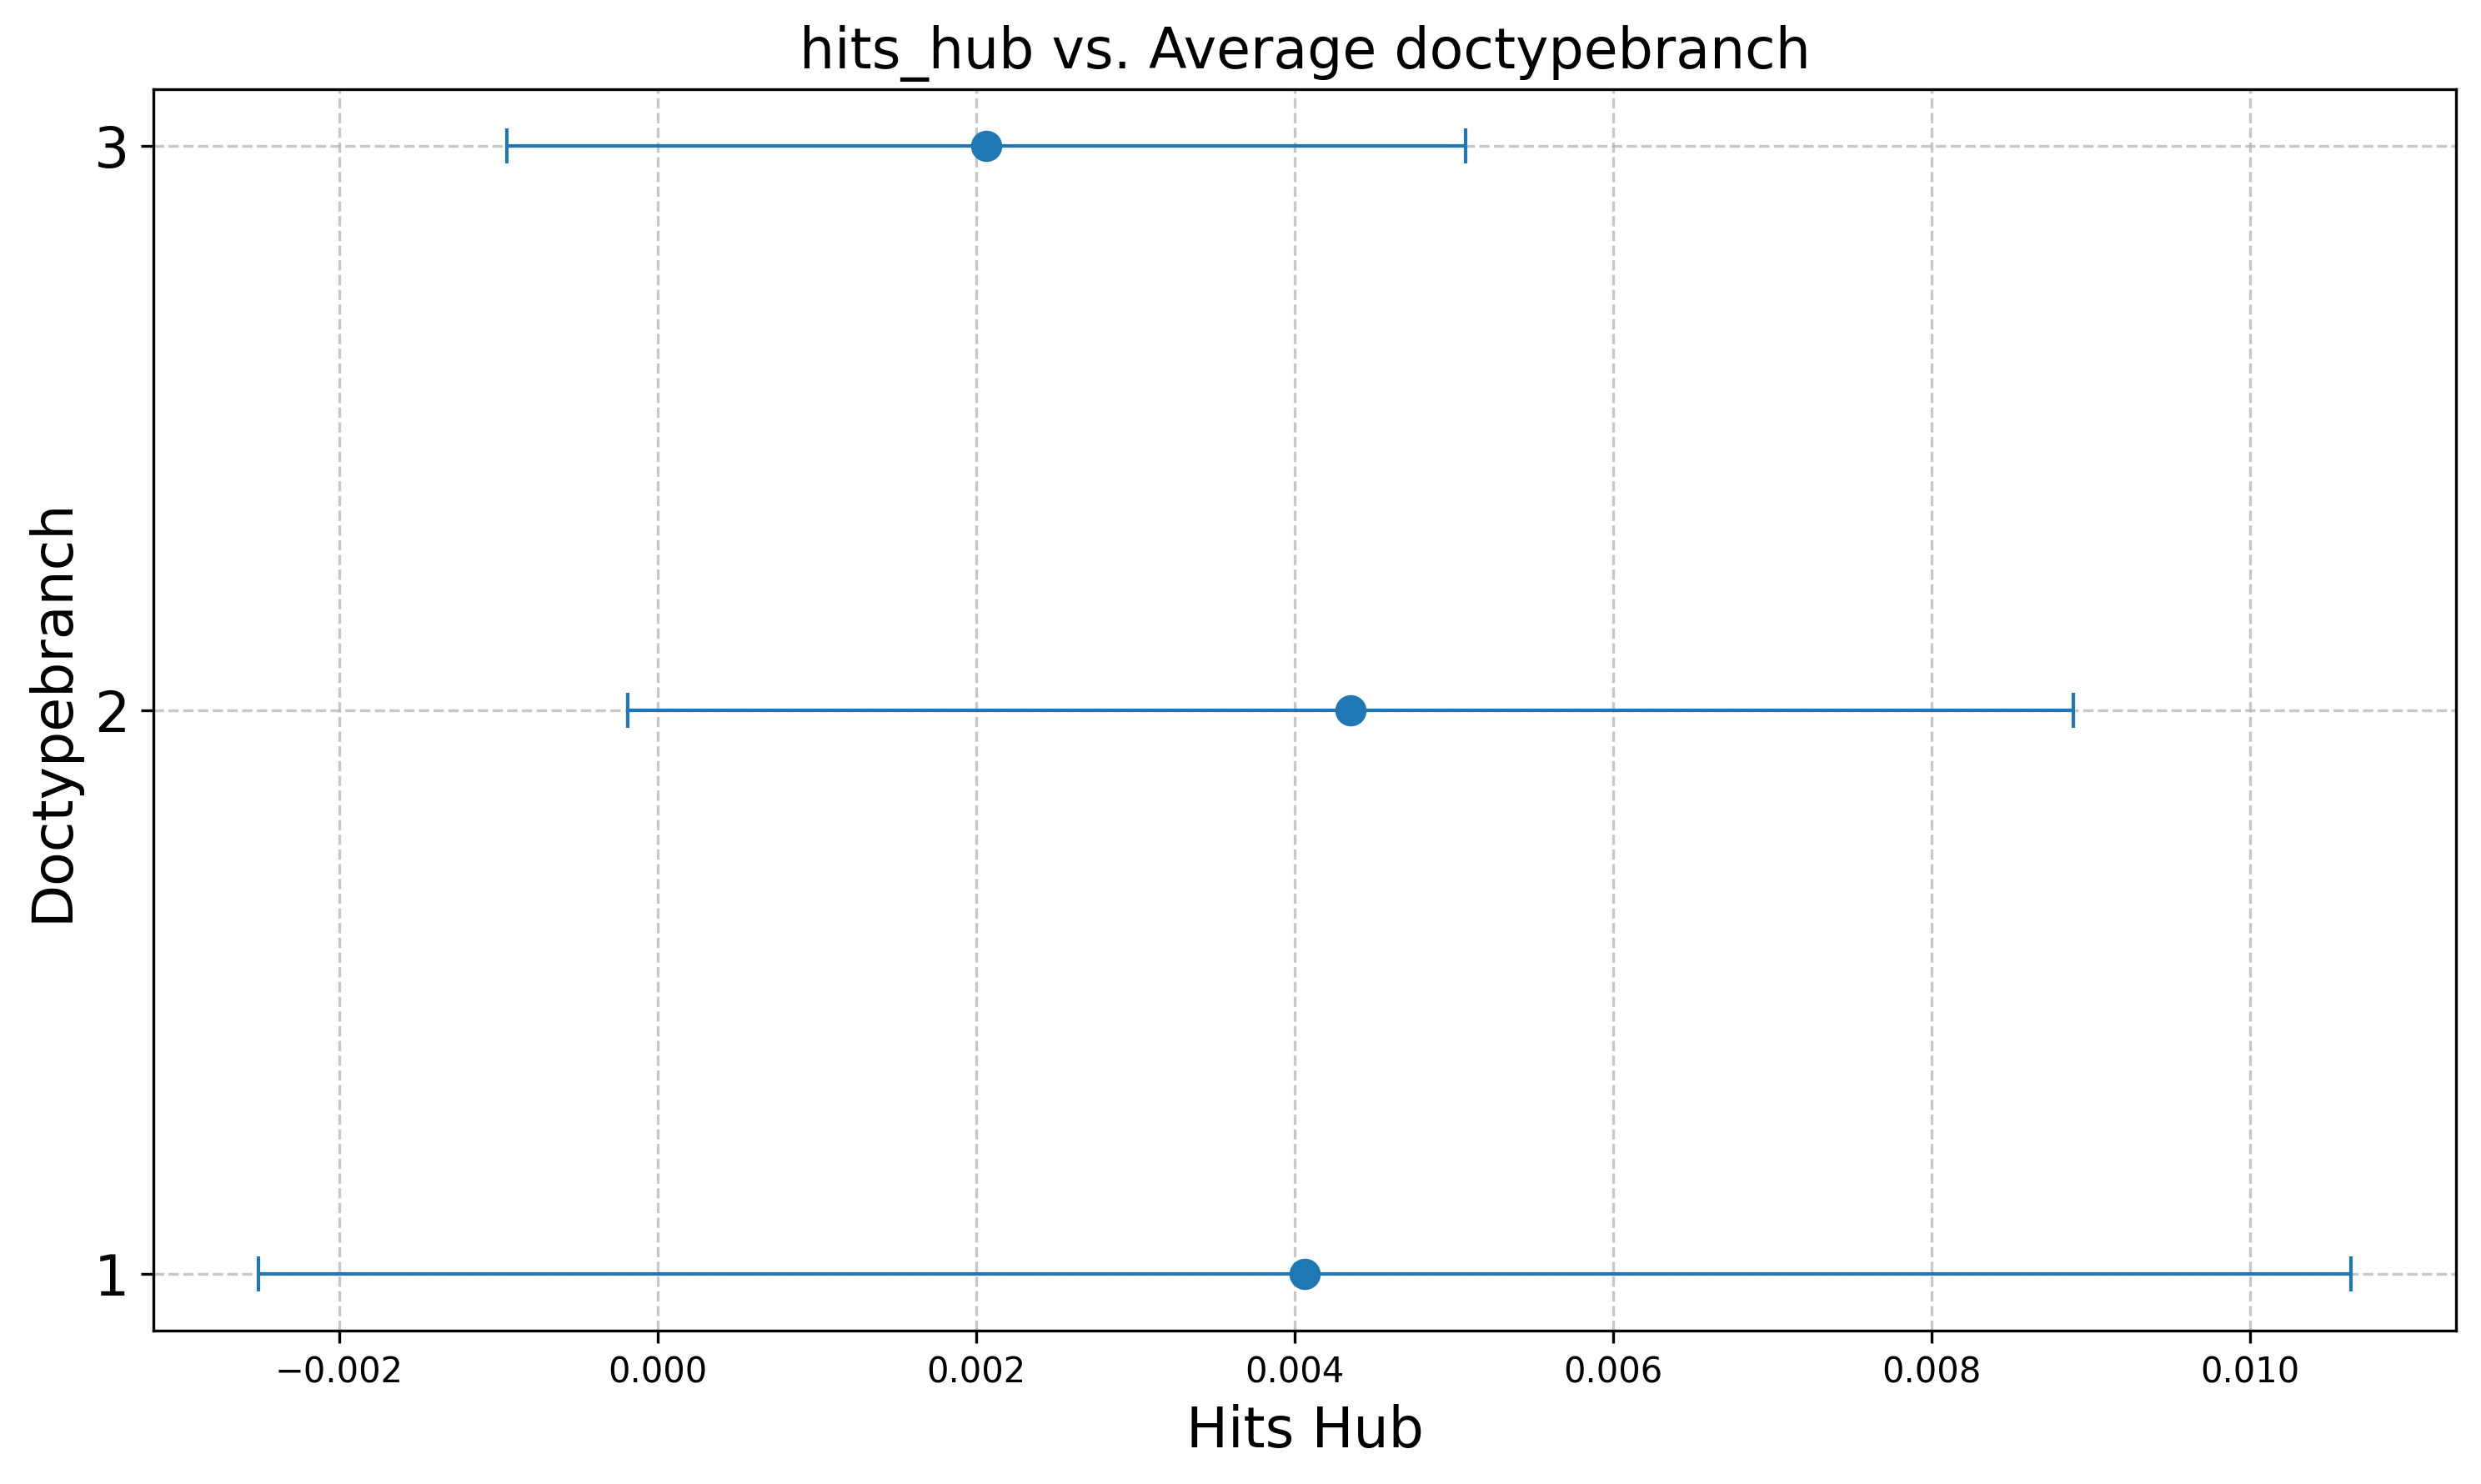 hits_hub vs. Average doctypebranch
Doctypebranch
3
2
1
−0.002 0.000 0.002 0.004 0.006 0.008 0.010
Hits Hub